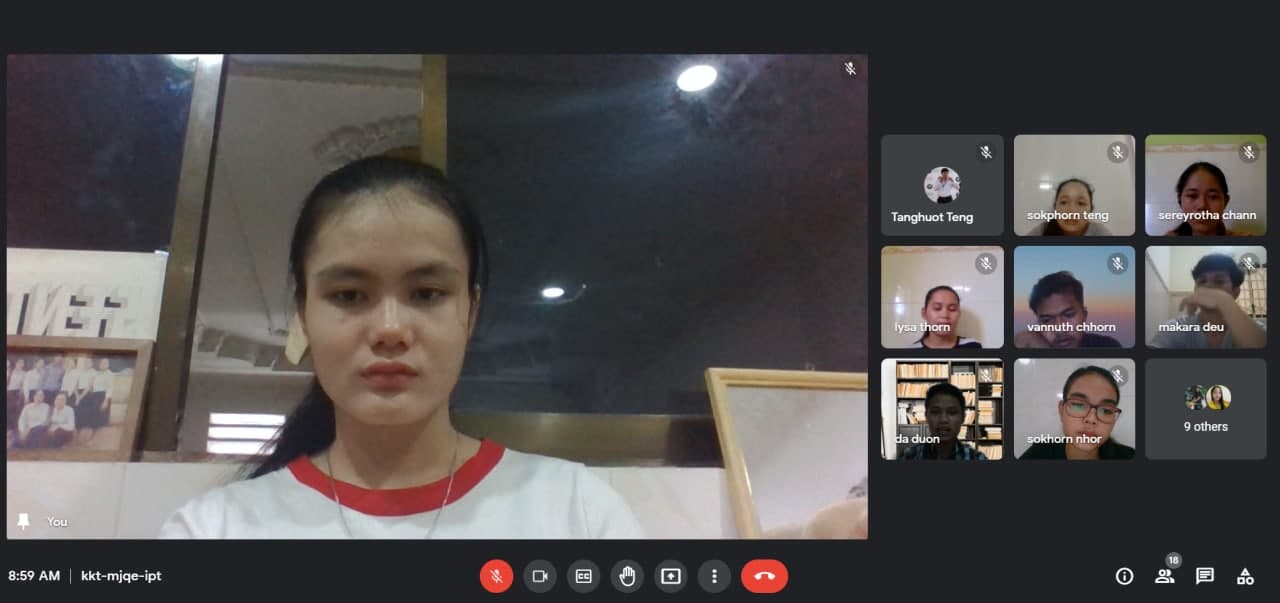 Tanghuot Teng
sokphorn teng
sereyrotha chann
lysa thorn
vannuth chhorn
makara deu
da duon
sokhorn nhor
9 others
You
8:59 AM | kkt-mjqe-ipt
CC
18